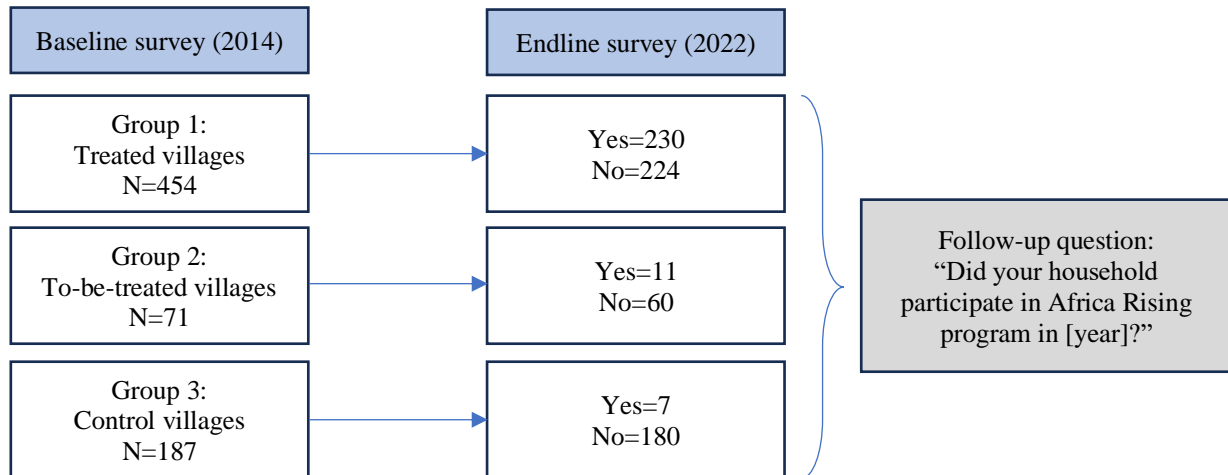 Baseline survey (2014)
Endline survey (2022)
Group 1:
Treated villages
N=454
Yes=230
No=224
Group 2:
To-be-treated villages
N=71
Yes=11
No=60
Group 3:
Control villages
N=187
Yes=7
No=180
Follow-up question:
“Did your household
participate in Africa Rising
program in [year]?”